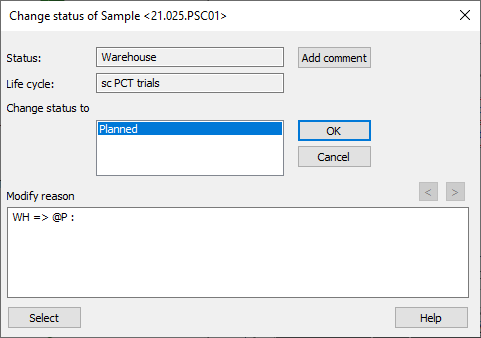 Change status of Sample <21.025.PSC01>
Status:
Warehouse
Add comment
Life cycle:
sc PCT trials
Change status to
Planned
OK
Cancel
< >
Modify reason
WH => @P :
Select
Help